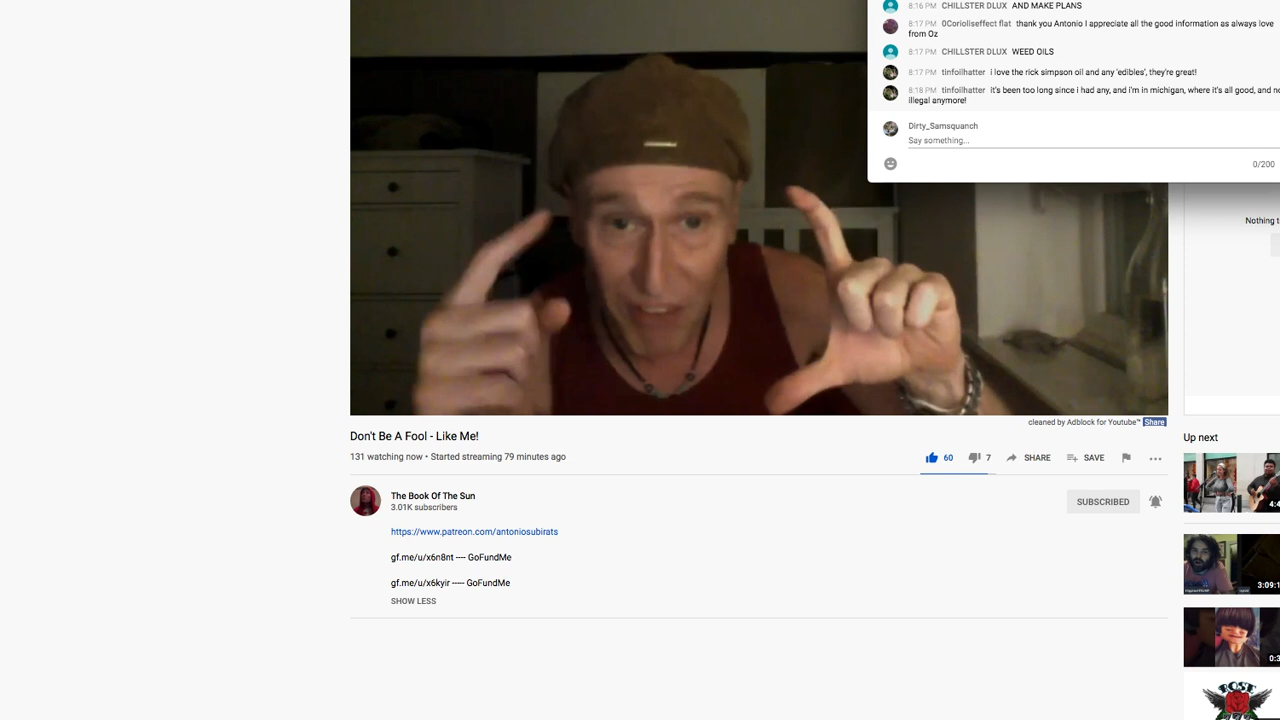 8:16 PM CHILLSTER DLUX AND MAKE PLANS
8:17 PM 0Corioliseffect flat thank you Antonio I appreciate all the good information as always love
from Oz
8:17 PM CHILLSTER DLUX WEED OILS
8:17 PM tinfoilhatter i love the rick simpson oil and any 'edibles', they're great!
8:18 PM tinfoilhatter it's been too long since i had any, and i'm in michigan, where it's all good, and
illegal anymore!
Dirty_Samsquanch
Say something...
0/200
Nothing
cleaned by Adblock for Youtube™ Share
Don't Be A Fool - Like Me!
131 watching now • Started streaming 79 minutes ago
60 7 SHARE SAVE
The Book Of The Sun
3.01K subscribers
SUBSCRIBED
https://www.patreon.com/antoniosubirats
gf.me/u/x6n8nt ---- GoFundMe
gf.me/u/x6kyir ----- GoFundMe
SHOW LESS
Up next
4:4
3:09:1
0:3
ROSE